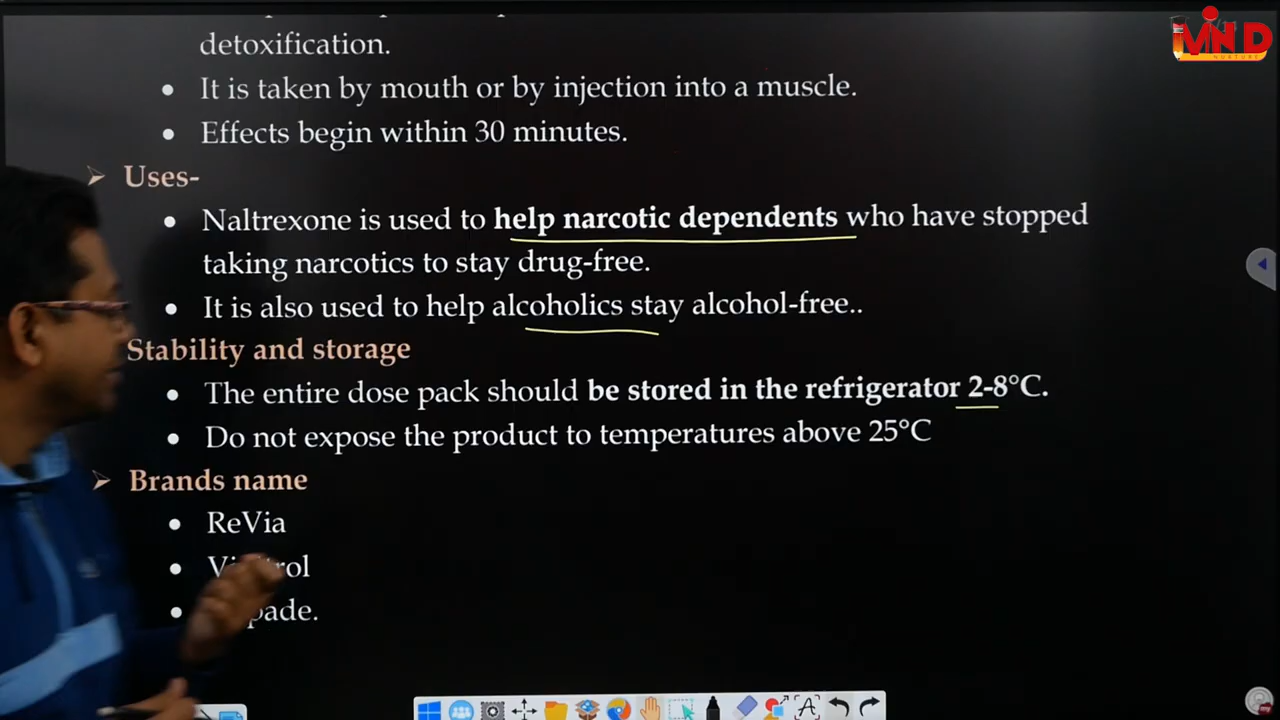 detoxification.
• It is taken by mouth or by injection into a muscle.
• Effects begin within 30 minutes.
➢ Uses-
• Naltrexone is used to help narcotic dependents who have stopped
taking narcotics to stay drug-free.
• It is also used to help alcoholics stay alcohol-free..
Stability and storage
• The entire dose pack should be stored in the refrigerator 2-8°C.
• Do not expose the product to temperatures above 25°C
➢ Brands name
• ReVia
•
•
MIND
NURTURE